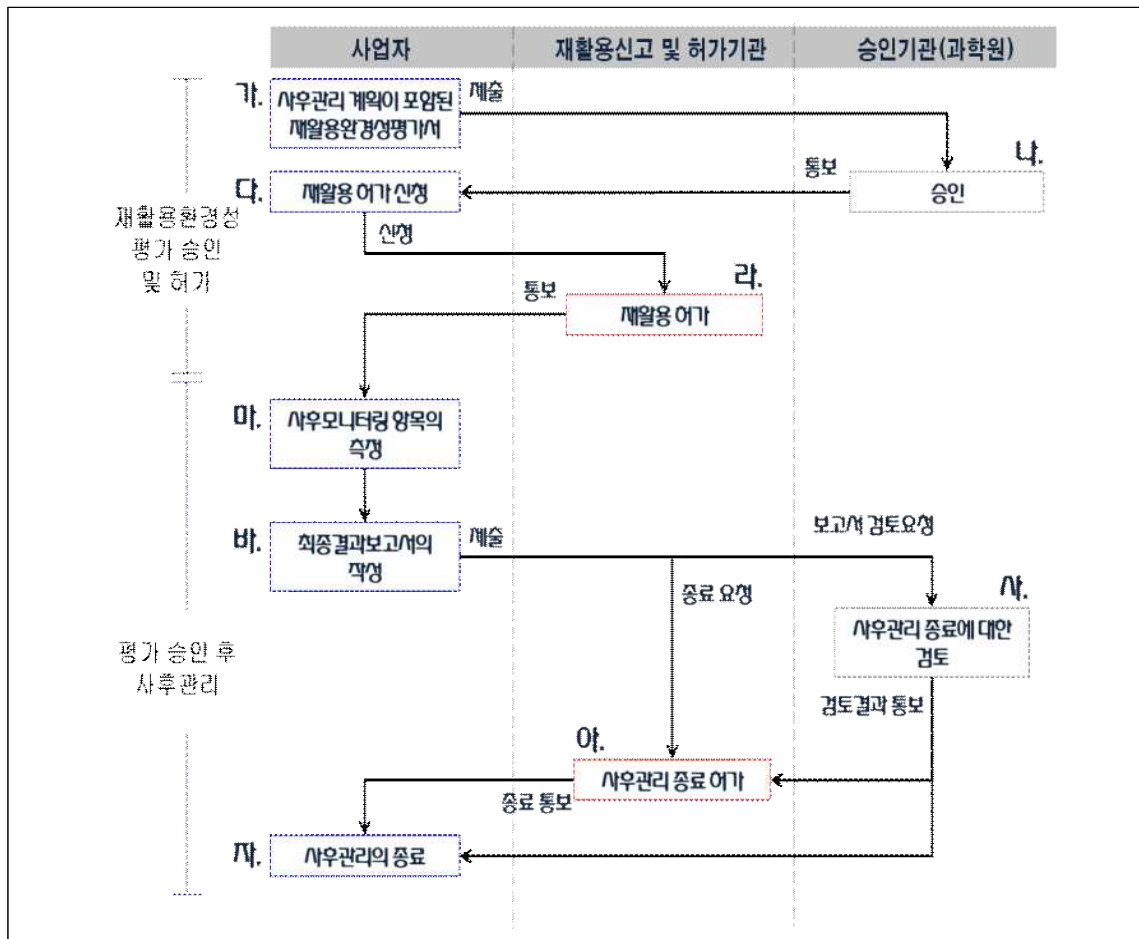 사업자
재활용신고 및 허가기관
승인기관(과학원)
가.
사후관리 계획이 포함된
재활용환경성평가서
제출
나.
승인
통보
다.
재활용 허가 신청
신청
재활용환경성
평가 승인
및 허가
라.
재활용 허가
통보
마.
사후모니터링 항목의
측정
바.
최종결과보고서의
작성
제출
보고서 검토요청
종료 요청
사.
사후관리 종료에 대한
검토
평가 승인 후
사후관리
검토결과 통보
아.
사후관리 종료 허가
종료 통보
자.
사후관리의 종료